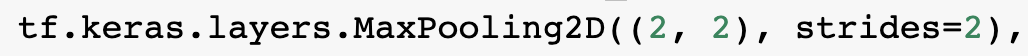 tf.keras.layers.MaxPooling2D((2, 2), strides=2),